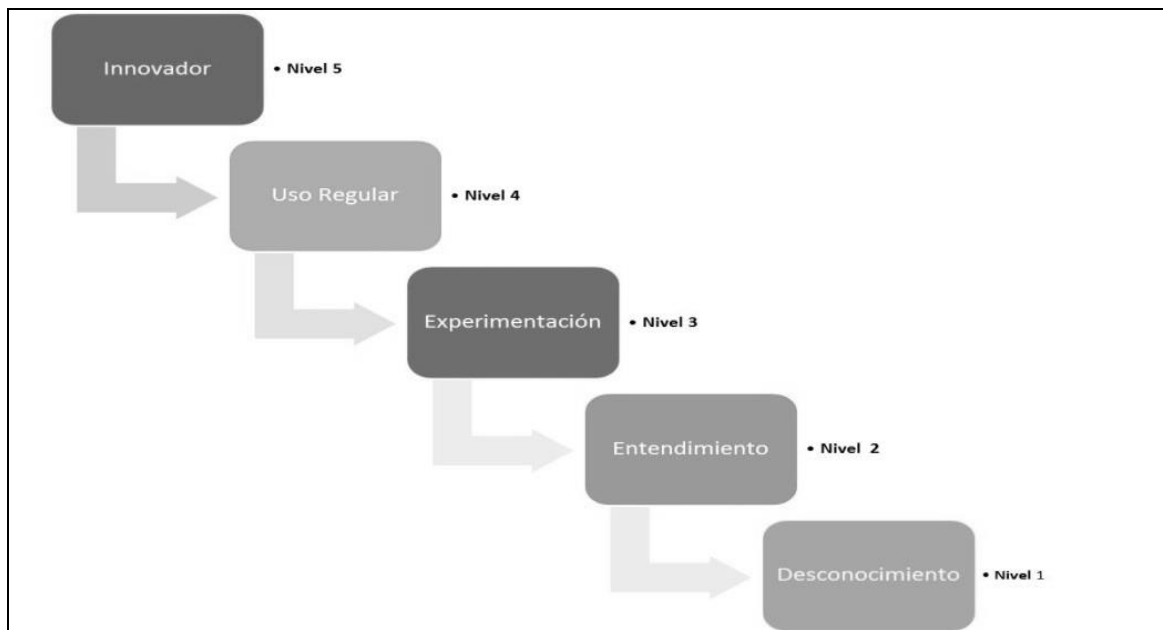 Innovador • Nivel 5
Uso Regular • Nivel 4
Experimentación • Nivel 3
Entendimiento • Nivel 2
Desconocimiento • Nivel 1